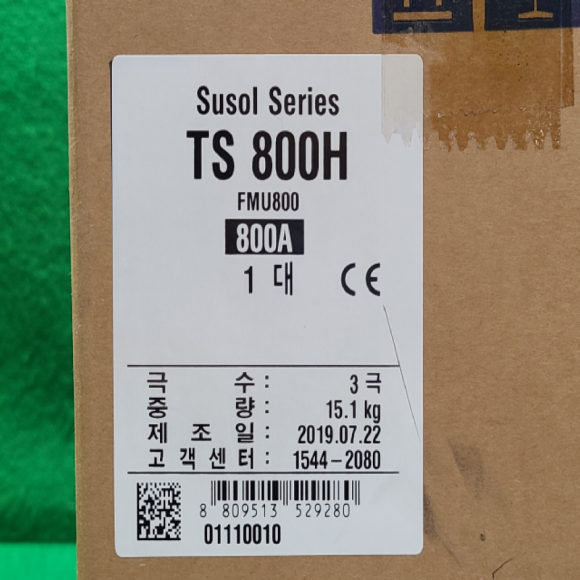 Susol Series
TS 800H
FMU800
800A
1 대 CE
극 수 : 3 극
중 량 : 15.1 kg
제 조 일 : 2019.07.22
고객센터 : 1544-2080
8 809513 529280
01110010